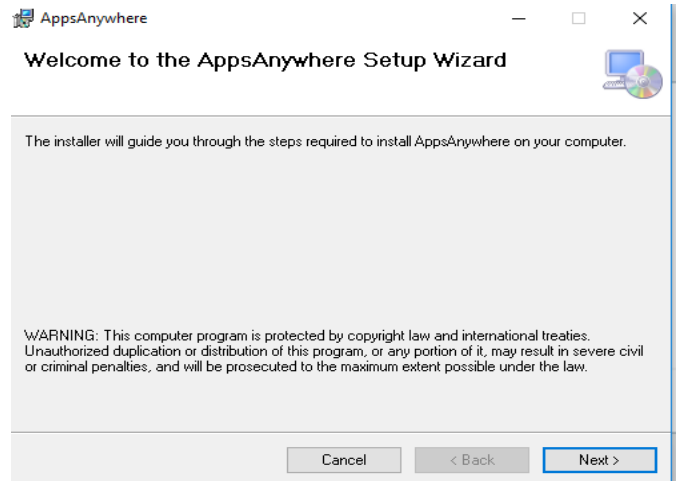 AppsAnywhere
Welcome to the AppsAnywhere Setup Wizard
The installer will guide you through the steps required to install AppsAnywhere on your computer.
WARNING: This computer program is protected by copyright law and international treaties.
Unauthorized duplication or distribution of this program, or any portion of it, may result in severe civil
or criminal penalties, and will be prosecuted to the maximum extent possible under the law.
Cancel < Back Next >